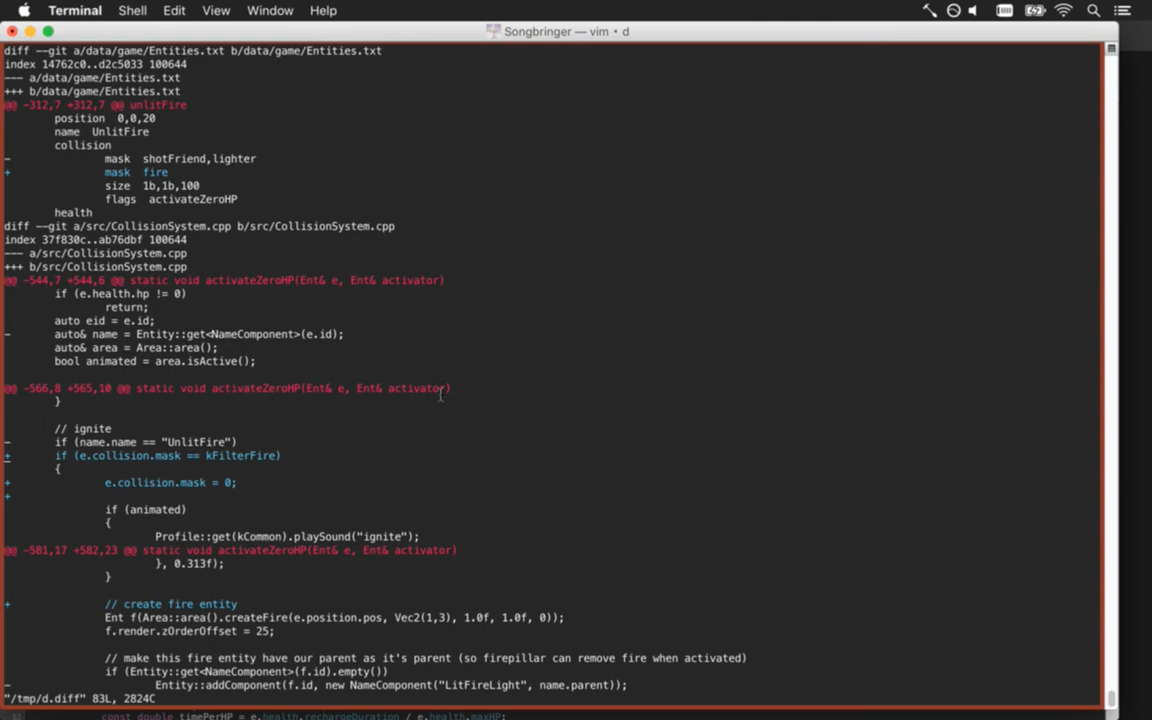 Terminal Shell Edit View Window Help
Songbringer — vim • d
diff --git a/data/game/Entities.txt b/data/game/Entities.txt
index 14762c0..d2c5033 100644
--- a/data/game/Entities.txt
+++ b/data/game/Entities.txt
@@ -312,7 +312,7 @@ unlitFire
position 0,0,20
name UnlitFire
collision
- mask shotFriend,lighter
+ mask fire
size 1b,1b,100
flags activateZeroHP
health
diff --git a/src/CollisionSystem.cpp b/src/CollisionSystem.cpp
index 37f830c..ab76dbf 100644
--- a/src/CollisionSystem.cpp
+++ b/src/CollisionSystem.cpp
@@ -544,7 +544,6 @@ static void activateZeroHP(Ent& e, Ent& activator)
if (e.health.hp != 0)
return;
auto eid = e.id;
- auto& name = Entity::get<NameComponent>(e.id);
auto& area = Area::area();
bool animated = area.isActive();
@@ -566,8 +565,10 @@ static void activateZeroHP(Ent& e, Ent& activator)
}
// ignite
- if (name.name == "UnlitFire")
+ if (e.collision.mask == kFilterFire)
{
+ e.collision.mask = 0;
+
if (animated)
{
Profile::get(kCommon).playSound("ignite");
@@ -581,17 +582,23 @@ static void activateZeroHP(Ent& e, Ent& activator)
}, 0.313f);
}
+ // create fire entity
Ent f(Area::area().createFire(e.position.pos, Vec2(1,3), 1.0f, 1.0f, 0));
f.render.zOrderOffset = 25;
// make this fire entity have our parent as it's parent (so firepillar can remove fire when activated)
if (Entity::get<NameComponent>(f.id).empty())
- Entity::addComponent(f.id, new NameComponent("LitFireLight", name.parent));
"/tmp/d.diff" 83L, 2824C
const double timePerHP = e.health.rechargeDuration / e.health.maxHP;